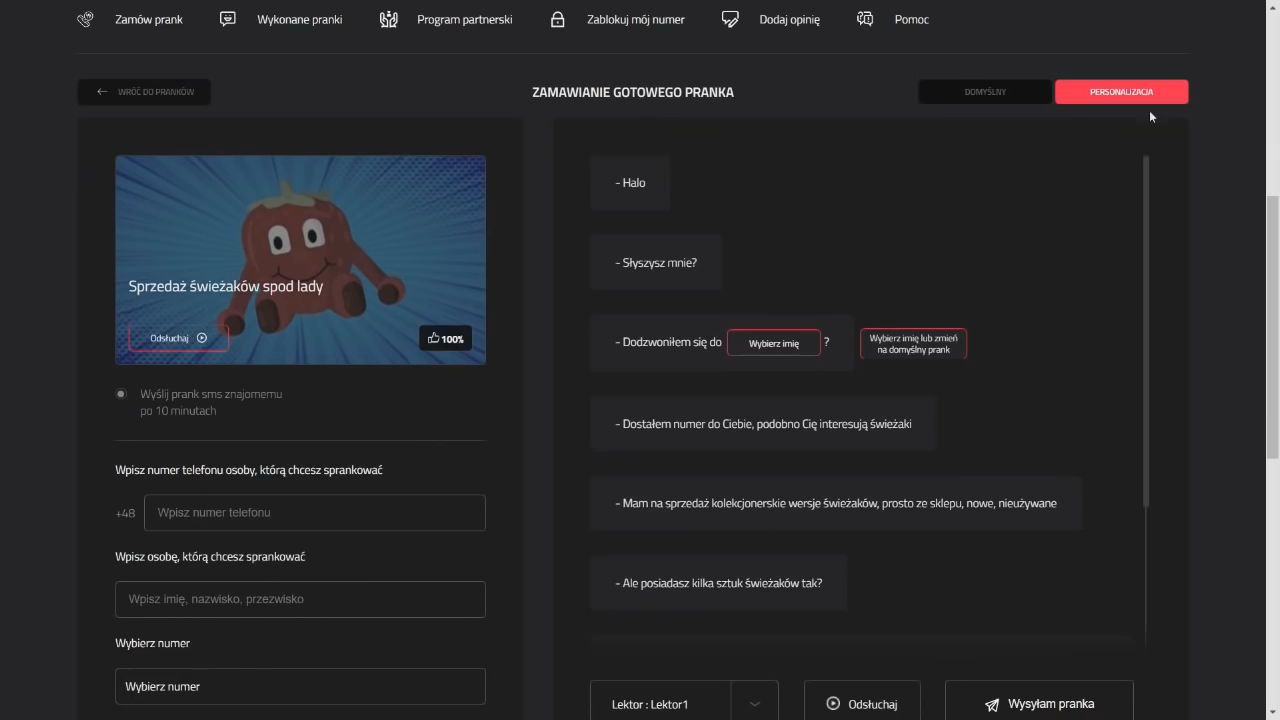 Zamów prank
Wykonane pranki
Program partnerski
Zablokuj mój numer
Dodaj opinię
Pomoc
WRÓĆ DO PRANKÓW
ZAMAWIANIE GOTOWEGO PRANKA
DOMYŚLNY
PERSONALIZACJA
Sprzedaż świeżaków spod lady
Odsłuchaj
100%
Wyślij prank sms znajomemu
po 10 minutach
Wpisz numer telefonu osoby, którą chcesz sprankować
+48 Wpisz numer telefonu
Wpisz osobę, którą chcesz sprankować
Wpisz imię, nazwisko, przezwisko
Wybierz numer
Wybierz numer
- Halo
- Słyszysz mnie?
- Dodzwoniłem się do Wybierz imię ?
Wybierz imię lub zmień
na domyślny prank
- Dostałem numer do Ciebie, podobno Cię interesują świeżaki
- Mam na sprzedaż kolekcjonerskie wersje świeżaków, prosto ze sklepu, nowe, nieużywane
- Ale posiadasz kilka sztuk świeżaków tak?
Lektor : Lektor1
Odsłuchaj
Wysyłam pranka